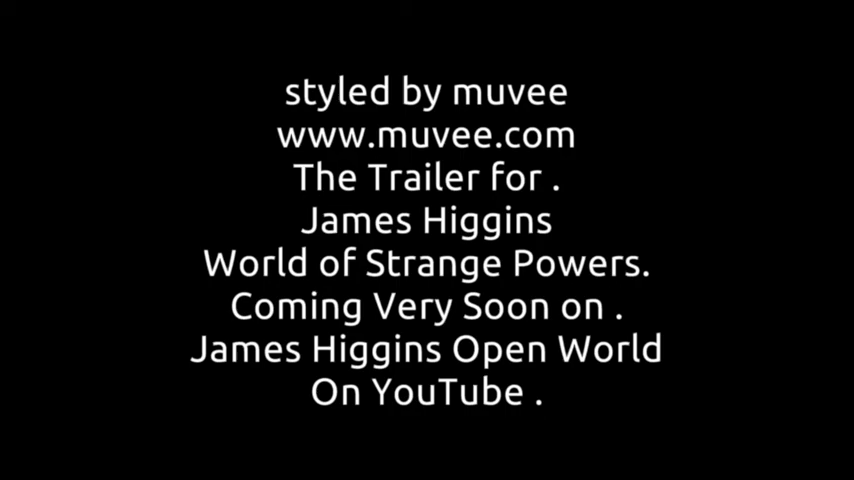 styled by muvee
www.muvee.com
The Trailer for .
James Higgins
World of Strange Powers.
Coming Very Soon on .
James Higgins Open World
On YouTube .